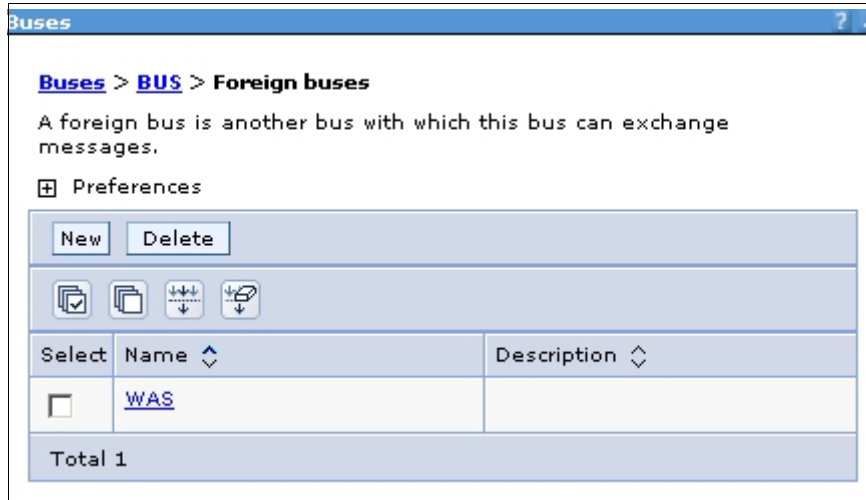 Buses
?
Buses > BUS > Foreign buses
A foreign bus is another bus with which this bus can exchange
messages.
Preferences
New Delete
Select Name Description
WAS
Total 1